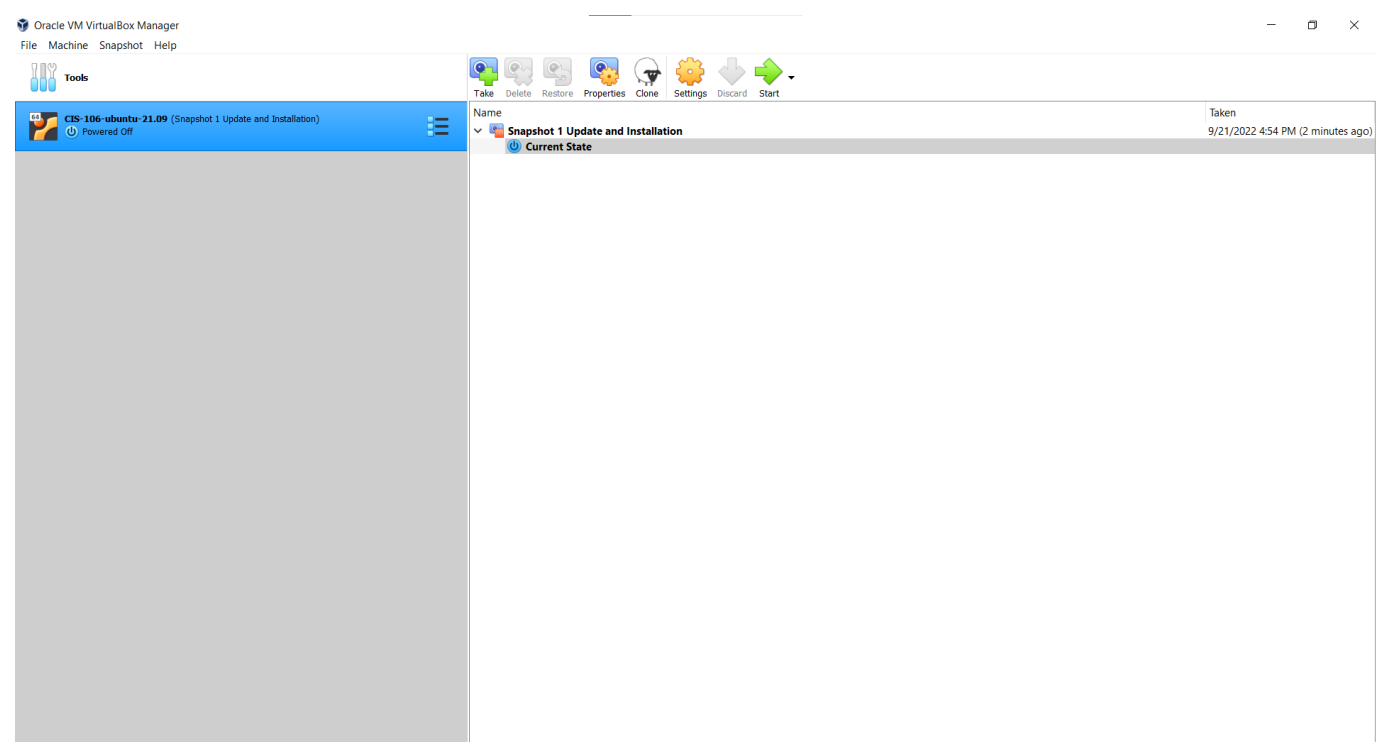 Oracle VM VirtualBox Manager
File Machine Snapshot Help
Tools
Take Delete Restore Properties Clone Settings Discard Start
64
CIS-106-ubuntu-21.09 (Snapshot 1 Update and Installation)
Powered Off
Name Taken
Snapshot 1 Update and Installation 9/21/2022 4:54 PM (2 minutes ago)
Current State